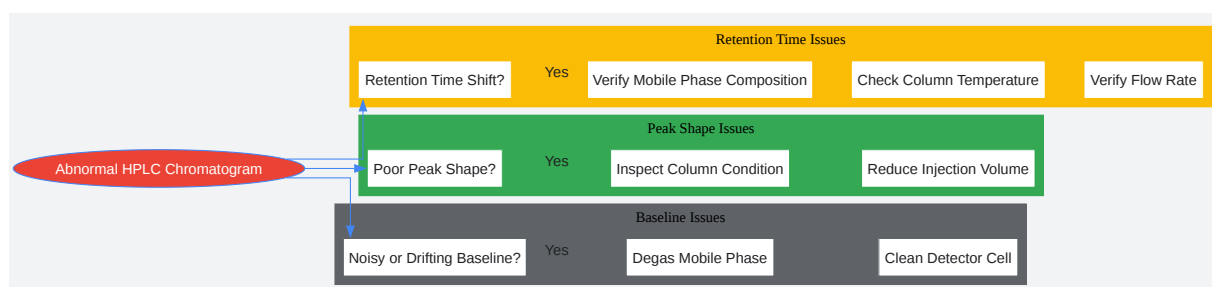 Retention Time Issues
Retention Time Shift? Yes Verify Mobile Phase Composition Check Column Temperature Verify Flow Rate
Peak Shape Issues
Abnormal HPLC Chromatogram Poor Peak Shape? Yes Inspect Column Condition Reduce Injection Volume
Baseline Issues
Noisy or Drifting Baseline? Yes Degas Mobile Phase Clean Detector Cell